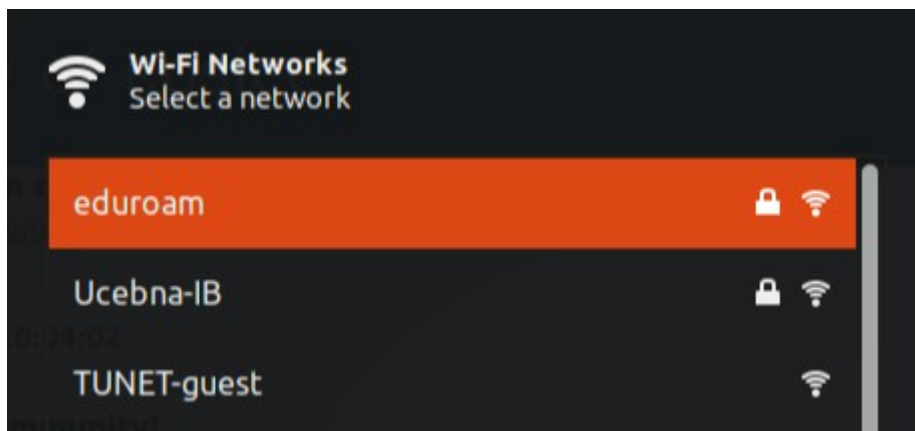 Wi-Fi Networks
Select a network
eduroam
Ucebna-IB
TUNET-guest